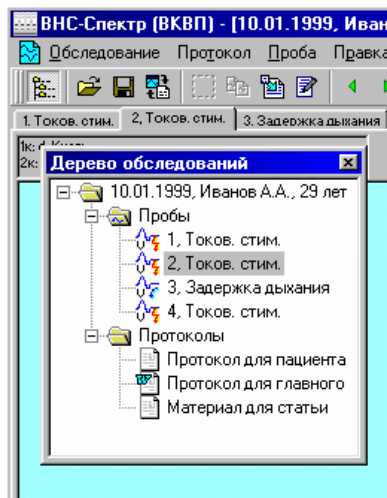 ВНС-Спектр (ВКВП) - [10.01.1999, Иван
Обследование Протокол Проба Правка
1. Токов. стим. 2, Токов. стим. 3. Задержка дыхания
1к:
2к:
Дерево обследований
10.01.1999, Иванов А.А., 29 лет
Пробы
1, Токов. стим.
2, Токов. стим.
3, Задержка дыхания
4, Токов. стим.
Протоколы
Протокол для пациента
Протокол для главного
Материал для статьи